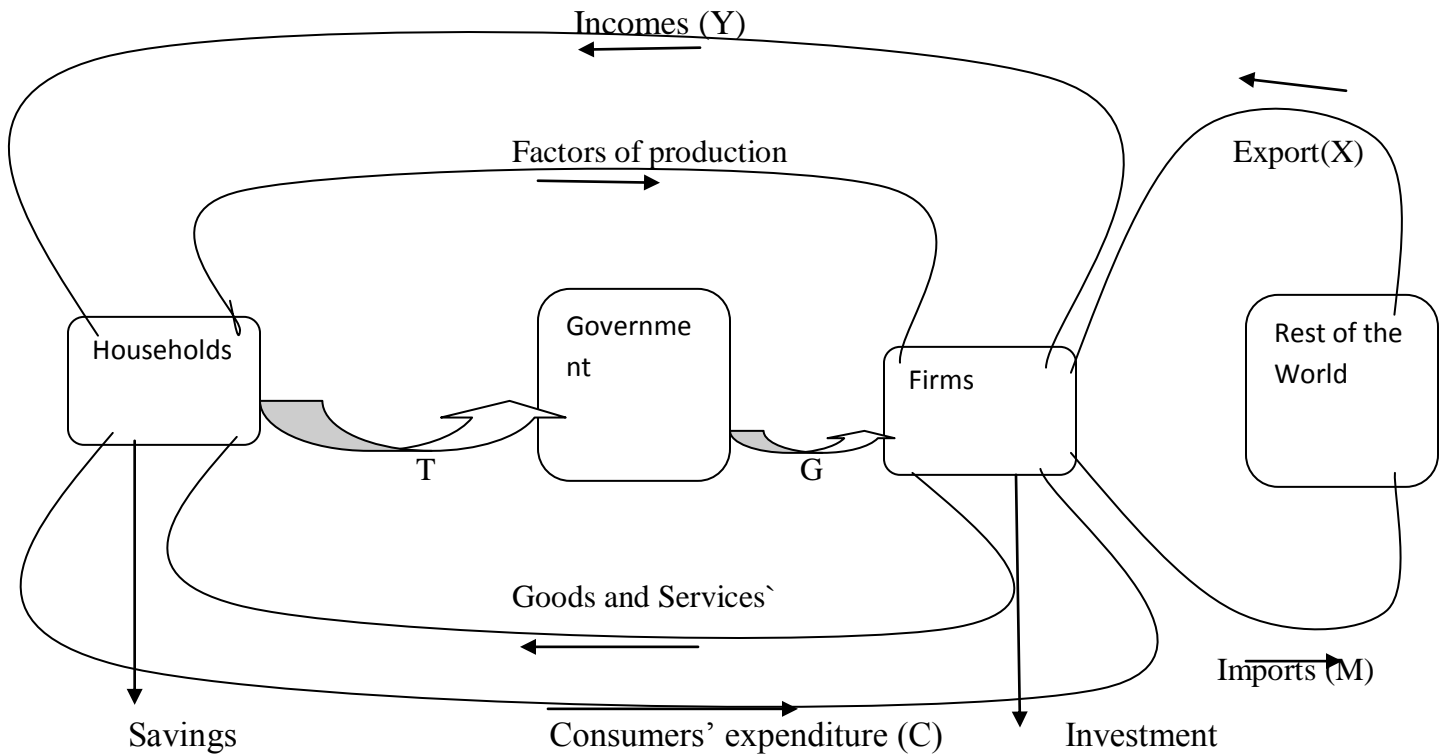 Incomes (Y)
Factors of production
Export(X)
Households
Governme
nt
Firms
Rest of the
World
T
G
Goods and Services`
Imports (M)
Savings
Consumers’ expenditure (C)
Investment